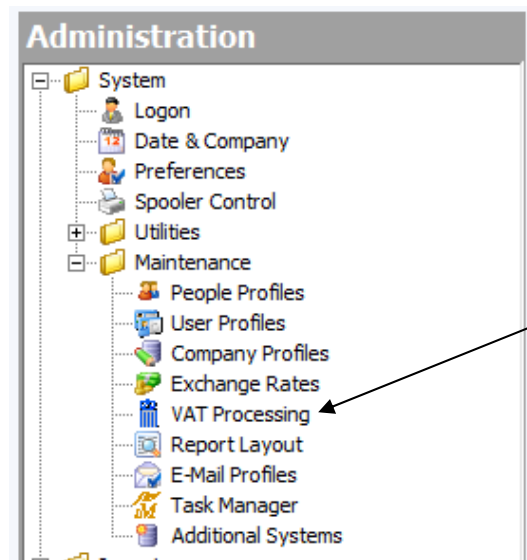 Administration
System
Logon
12
Date & Company
Preferences
Spooler Control
Utilities
Maintenance
People Profiles
User Profiles
Company Profiles
Exchange Rates
VAT Processing
Report Layout
E-Mail Profiles
Task Manager
Additional Systems